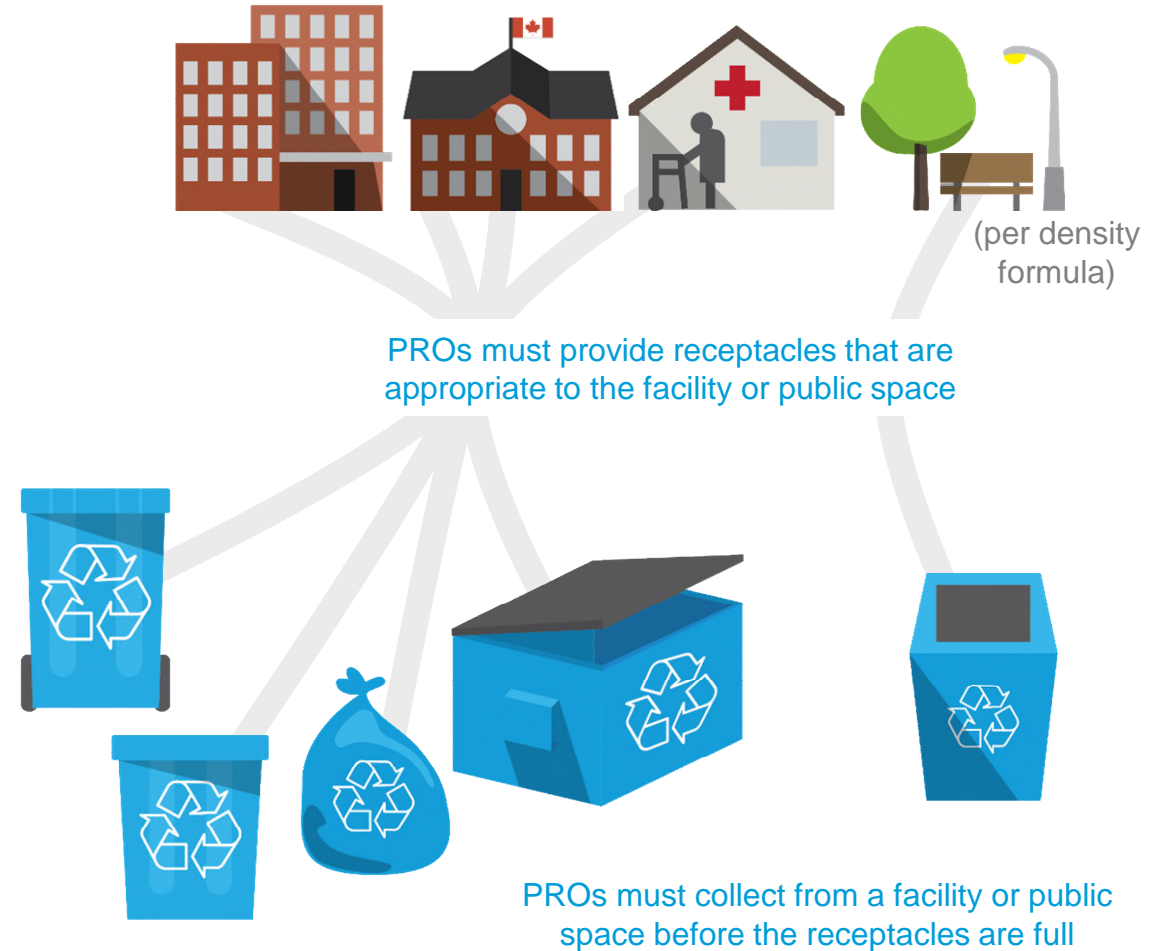 (per density
formula)
PROs must provide receptacles that are
appropriate to the facility or public space
PROs must collect from a facility or public
space before the receptacles are full